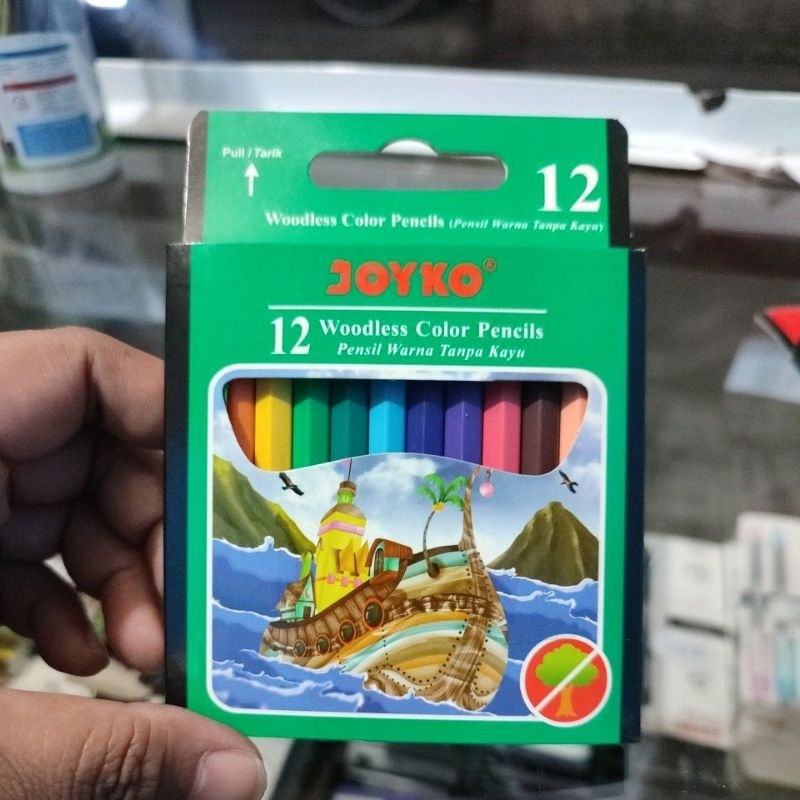 Pull / Tarik
12
Woodless Color Pencils (Pensil Warna Tanpa Kayu)
JOYKO®
12 Woodless Color Pencils
Pensil Warna Tanpa Kayu